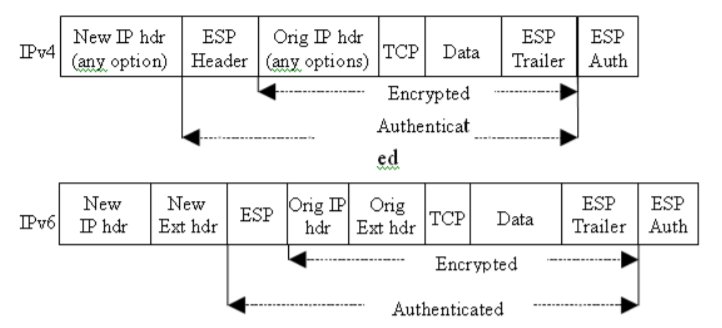 IPv4
New IP hdr
(any option)
ESP
Header
Orig IP hdr
(any options)
TCP
Data
ESP
Trailer
ESP
Auth
Encrypted
Authenticat
ed
IPv6
New
IP hdr
New
Ext hdr
ESP
Orig IP
hdr
Orig
Ext hdr
TCP
Data
ESP
Trailer
ESP
Auth
Encrypted
Authenticated